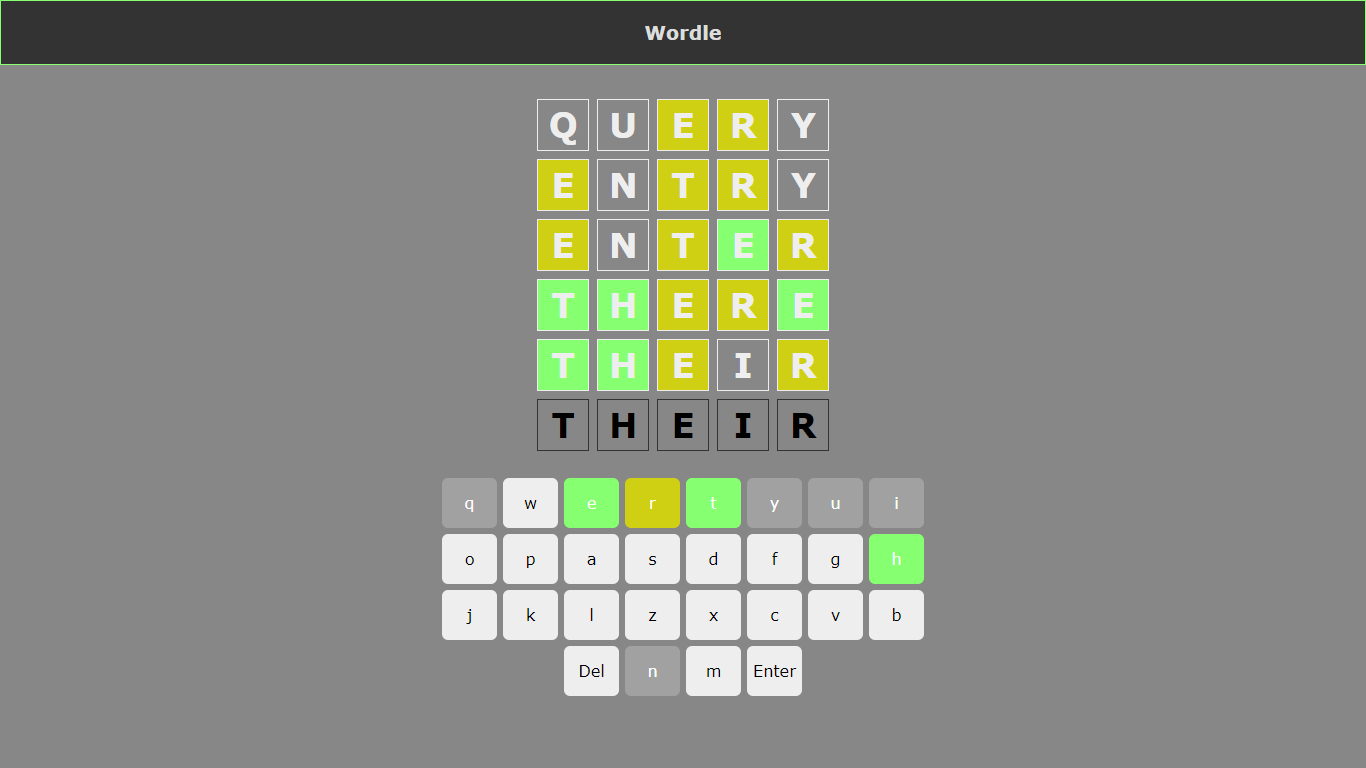 Wordle
Q U E R Y
E N T R Y
E N T E R
T H E R E
T H E I R
T H E I R
q w e r t y u i
o p a s d f g h
j k l z x c v b
Del n m Enter